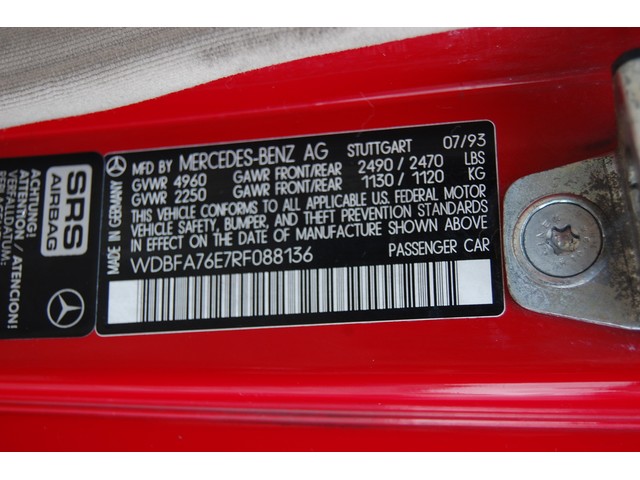 MFD BY MERCEDES-BENZ AG STUTTGART 07/93
GVWR 4960 GAWR FRONT/REAR 2490 / 2470 LBS
GVWR 2250 GAWR FRONT/REAR 1130 / 1120 KG
THIS VEHICLE CONFORMS TO ALL APPLICABLE U.S. FEDERAL MOTOR
VEHICLE SAFETY, BUMPER, AND THEFT PREVENTION STANDARDS
IN EFFECT ON THE DATE OF MANUFACTURE SHOWN ABOVE.
WDBFA76E7RF088136 PASSENGER CAR
MADE IN GERMANY
SRS
AIRBAG
ACHTUNG!
ATTENTION / ATENCION!